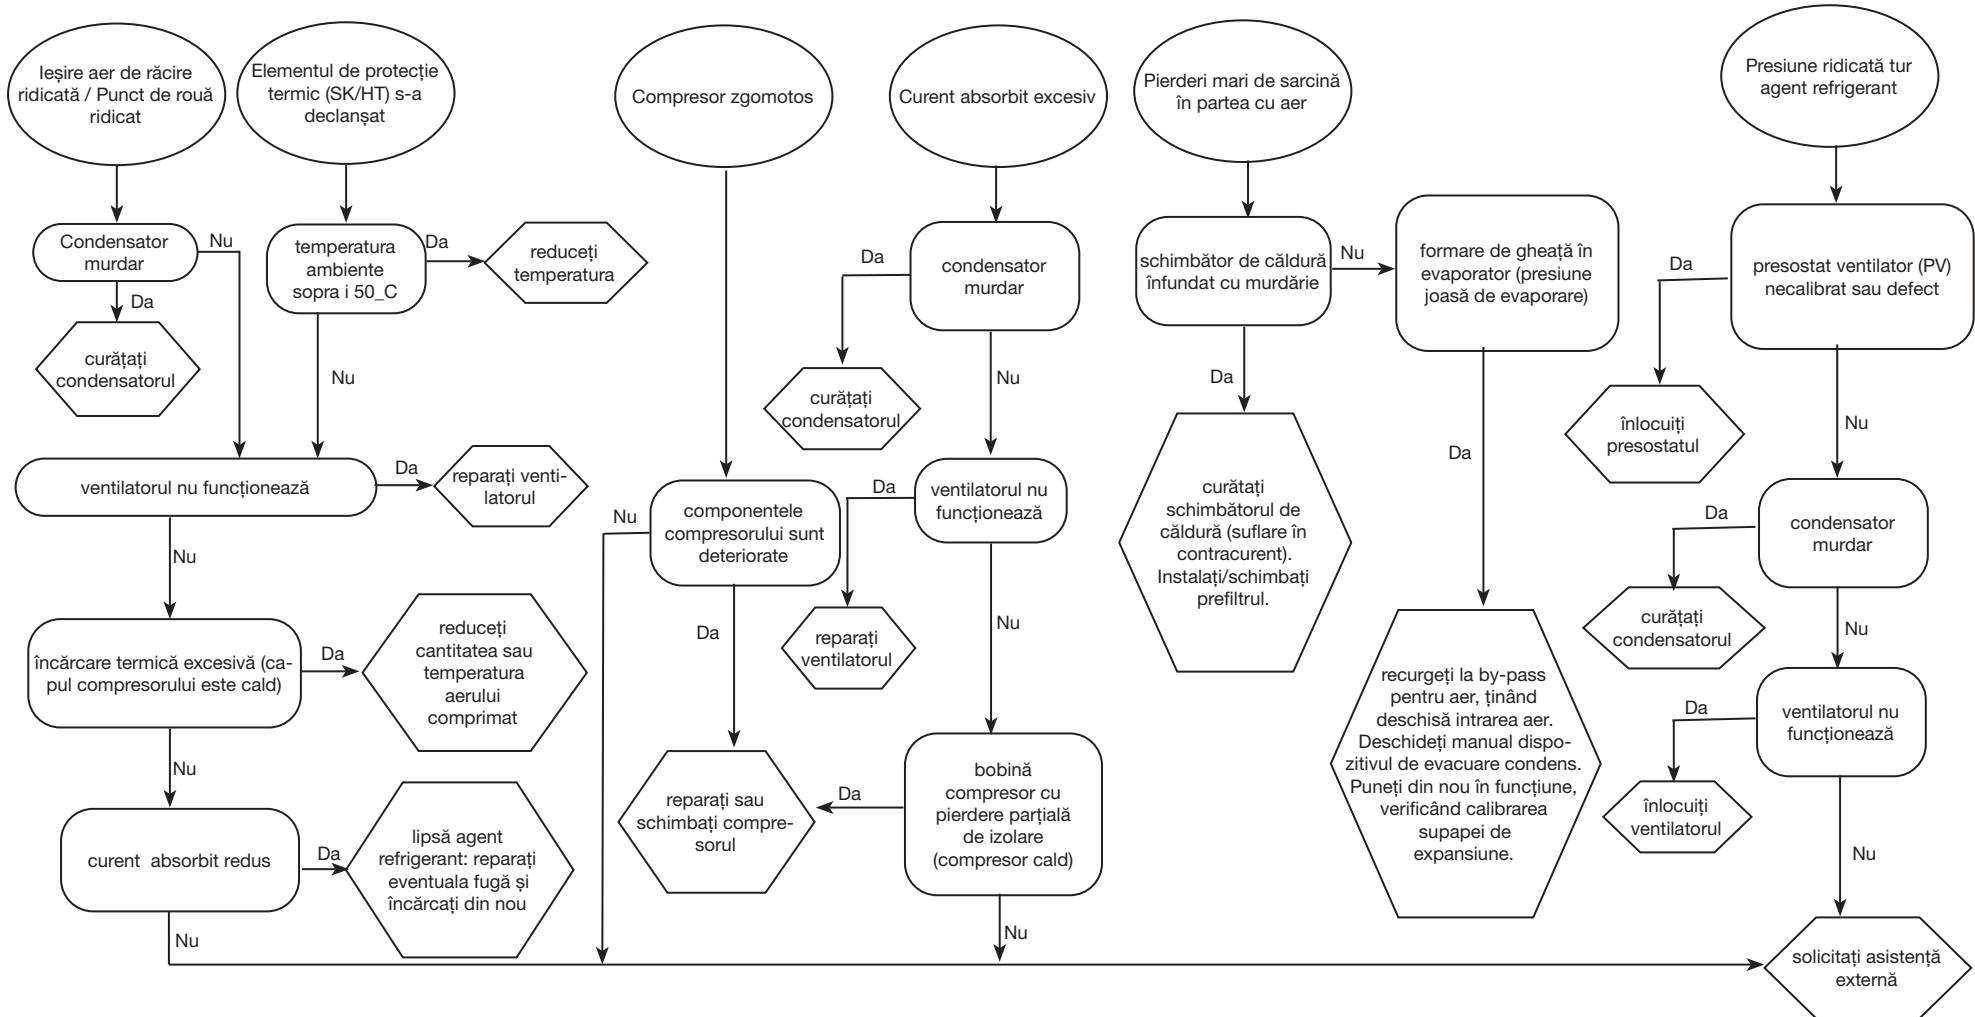 Ieșire aer de răcire
ridicată / Punct de rouă
ridicat
Elementul de protecție
termic (SK/HT) s-a
declanșat
Compresor zgomotos
Curent absorbit excesiv
Pierderi mari de sarcină
în partea cu aer
Presiune ridicată tur
agent refrigerant
Condensator
murdar
Nu
Da
curățați
condensatorul
temperatura
ambiente
sopra i 50_C
Da
reduceți
temperatura
Nu
ventilatorul nu funcționează
Da
reparați venti-
latorul
Nu
încărcare termică excesivă (ca-
pul compresorului este cald)
Da
reduceți
cantitatea sau
temperatura
aerului
comprimat
Nu
curent absorbit redus
Da
lipsă agent
refrigerant: reparați
eventuala fugă și
încărcați din nou
Nu
componentele
compresorului sunt
deteriorate
Nu
Da
reparați sau
schimbați compre-
sorul
condensator
murdar
Da
curățați
condensatorul
Nu
ventilatorul nu
funcționează
Da
reparați
ventilatorul
Nu
bobină
compresor cu
pierdere parțială
de izolare
(compresor cald)
Da
Nu
schimbător de căldură
înfundat cu murdărie
Nu
Da
curătați
schimbătorul de
căldură (suflare în
contracurent).
Instalați/schimbați
prefiltrul.
formare de gheață în
evaporator (presiune
joasă de evaporare)
Da
recurgeți la by-pass
pentru aer, ținând
deschisă intrarea aer.
Deschideți manual dispo-
zitivul de evacuare condens.
Puneți din nou în funcțiune,
verificând calibrarea
supapei de
expansiune.
presostat ventilator (PV)
necalibrat sau defect
Da
înlocuiți
presostatul
Nu
condensator
murdar
Da
curățați
condensatorul
Nu
ventilatorul nu
funcționează
Da
înlocuiți
ventilatorul
Nu
solicitați asistență
externă